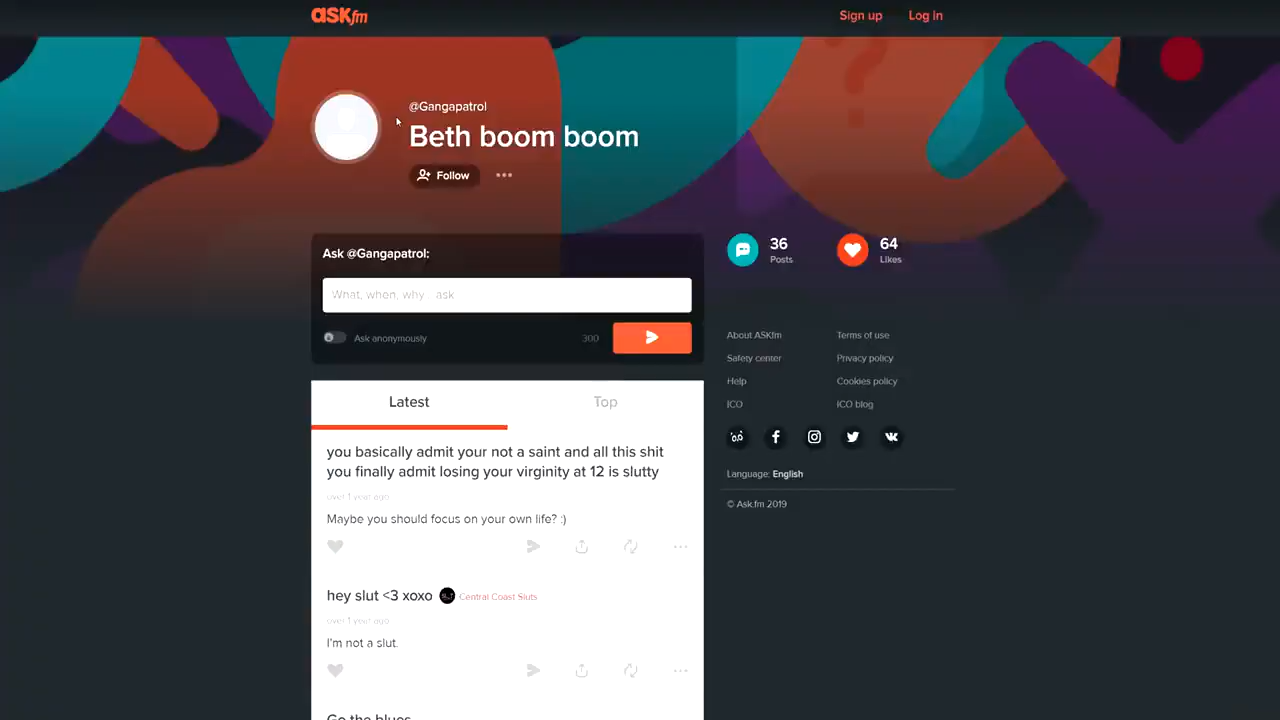 ASKfm
Sign up
Log in
@Gangapatrol
Beth boom boom
Follow
Ask @Gangapatrol:
What, when, why ask
Ask anonymously
300
36
Posts
64
Likes
About ASKfm
Terms of use
Safety center
Privacy policy
Help
Cookies policy
ICO
ICO blog
Language: English
© Ask.fm 2019
Latest
Top
you basically admit your not a saint and all this shit
you finally admit losing your virginity at 12 is slutty
over 1 year ago
Maybe you should focus on your own life? :)
hey slut <3 xoxo
Central Coast Sluts
over 1 year ago
I'm not a slut.
Go the blues